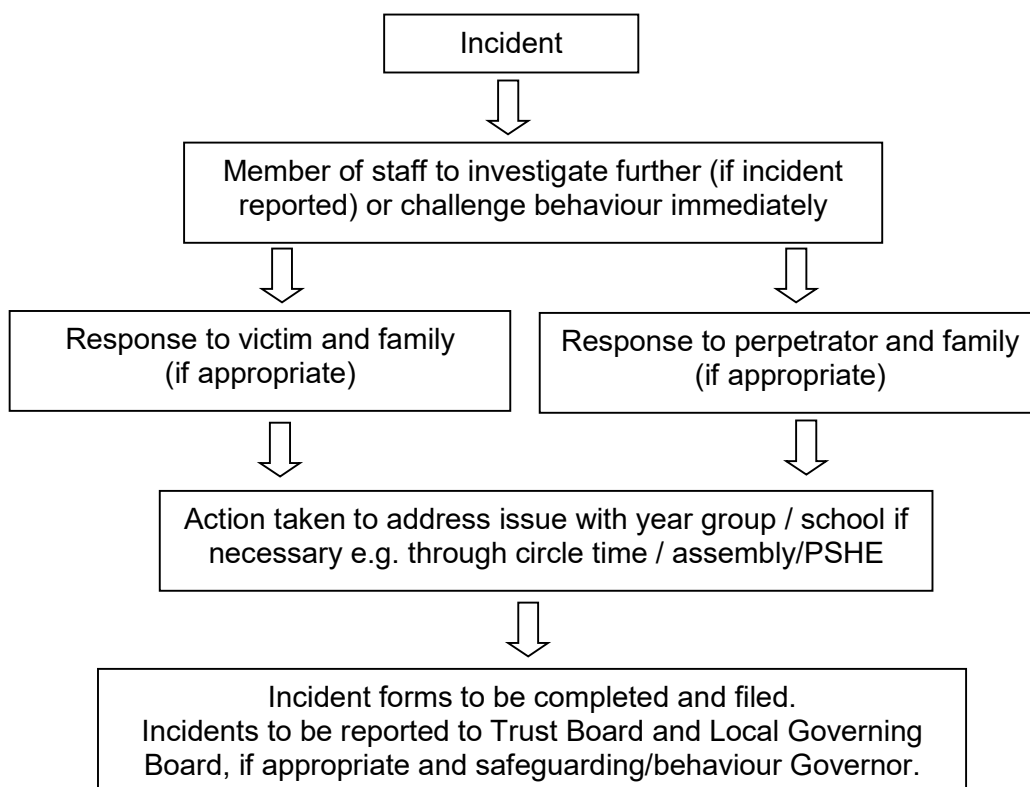 Incident
Member of staff to investigate further (if incident
reported) or challenge behaviour immediately
Response to victim and family
(if appropriate)
Response to perpetrator and family
(if appropriate)
Action taken to address issue with year group / school if
necessary e.g. through circle time / assembly/PSHE
Incident forms to be completed and filed.
Incidents to be reported to Trust Board and Local Governing
Board, if appropriate and safeguarding/behaviour Governor.